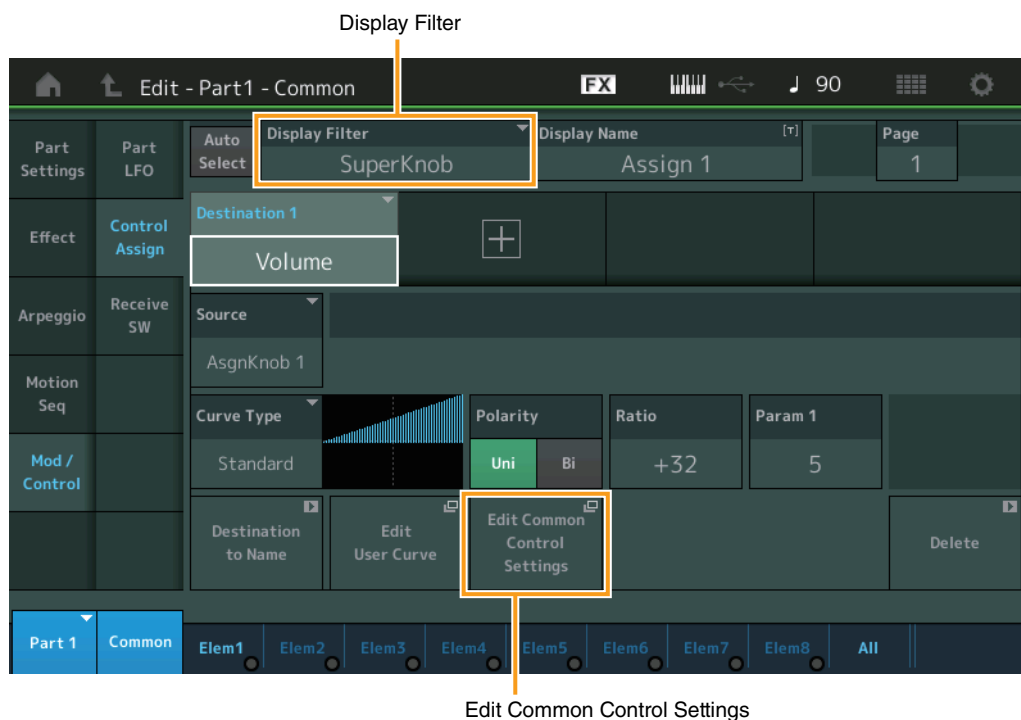 Display Filter
Edit - Part1 - Common
FX
90
Part
Settings
Part
LFO
Auto
Select
Display Filter
SuperKnob
Display Name
[T]
Assign 1
Page
1
Effect
Control
Assign
Destination 1
Volume
Arpeggio
Receive
SW
Source
AsgnKnob 1
Motion
Seq
Curve Type
Standard
Polarity
Uni
Bi
Ratio
+32
Param 1
5
Mod /
Control
Destination
to Name
Edit
User Curve
Edit Common
Control
Settings
Delete
Part 1
Common
Elem1
Elem2
Elem3
Elem4
Elem5
Elem6
Elem7
Elem8
All
Edit Common Control Settings